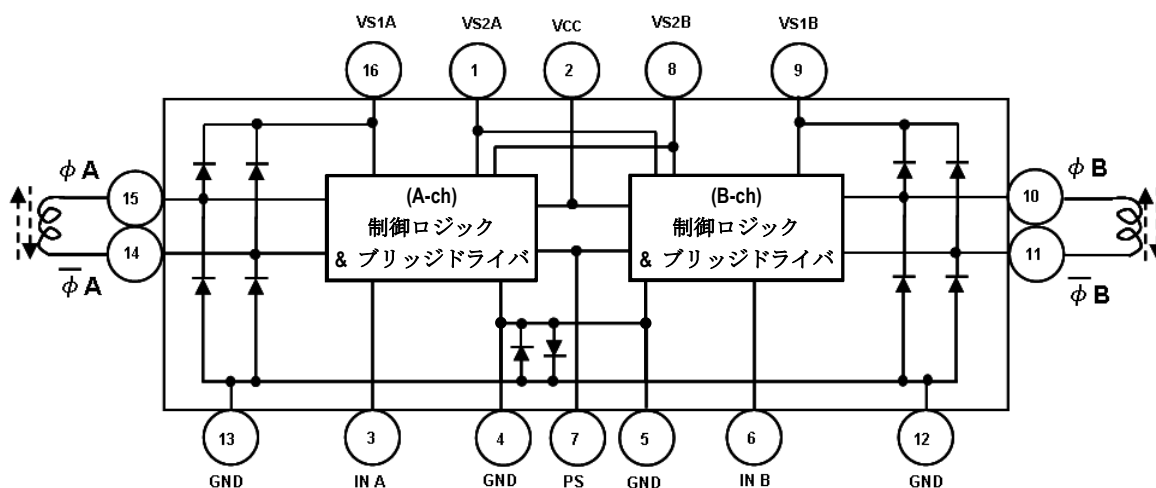 VS1A VS2A VCC VS2B VS1B
16 1 2 8 9
ϕA ϕB
15 10
(A-ch) (B-ch)
制御ロジック 制御ロジック
& ブリッジドライバ & ブリッジドライバ
14 11
ϕ̅A ϕ̅B
13 3 4 7 5 6 12
GND IN A GND PS GND IN B GND